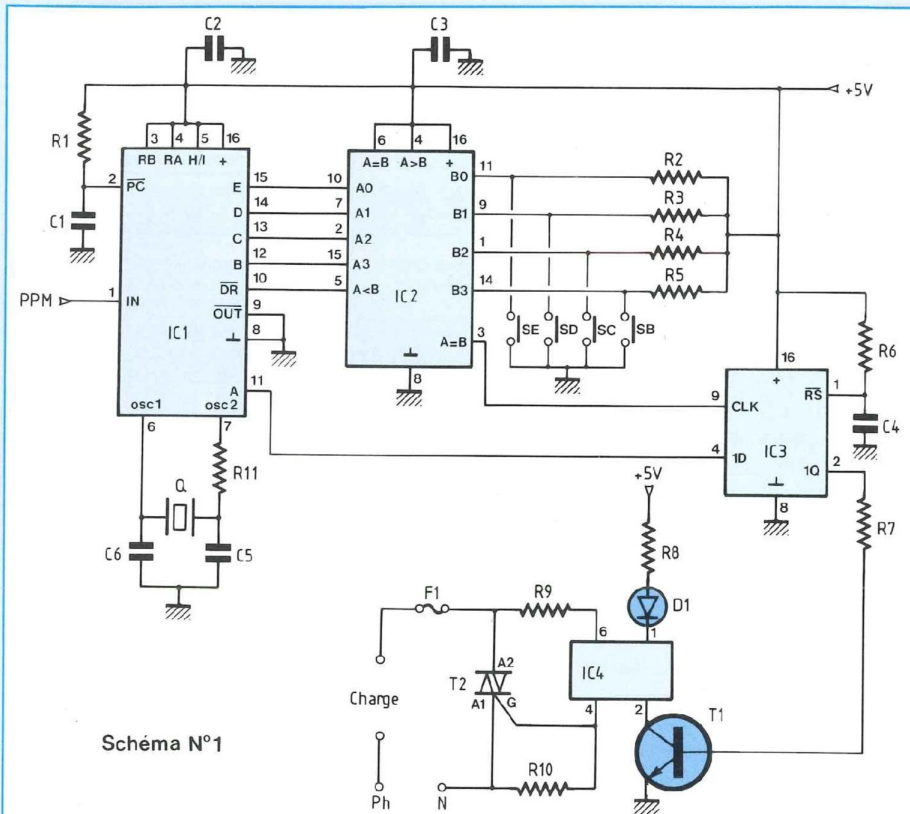 C2
C3
+5V
R1
3 4 5 16
RB RA H/I +
6 4 16
A=B A>B +
2 PC
C1
PPM
1 IN
IC1
E 15
D 14
C 13
B 12
DR 10
OUT 9
⊥ 8
A 11
osc1 osc2
6 7
10 A0
7 A1
2 A2
15 A3
5 A<B
IC2
B0 11
B1 9
B2 1
B3 14
A=B 3
⊥
8
R2
R3
R4
R5
SE SD SC SB
R6
16
+
RS 1
C4
9 CLK
4 1D
IC3
1Q 2
⊥
8
R7
R11
Q
C6 C5
+5V
R8
D1
F1
R9
6 1
IC4
4 2
T2
A2
A1 G
T1
Charge
R10
Ph N
Schéma N°1